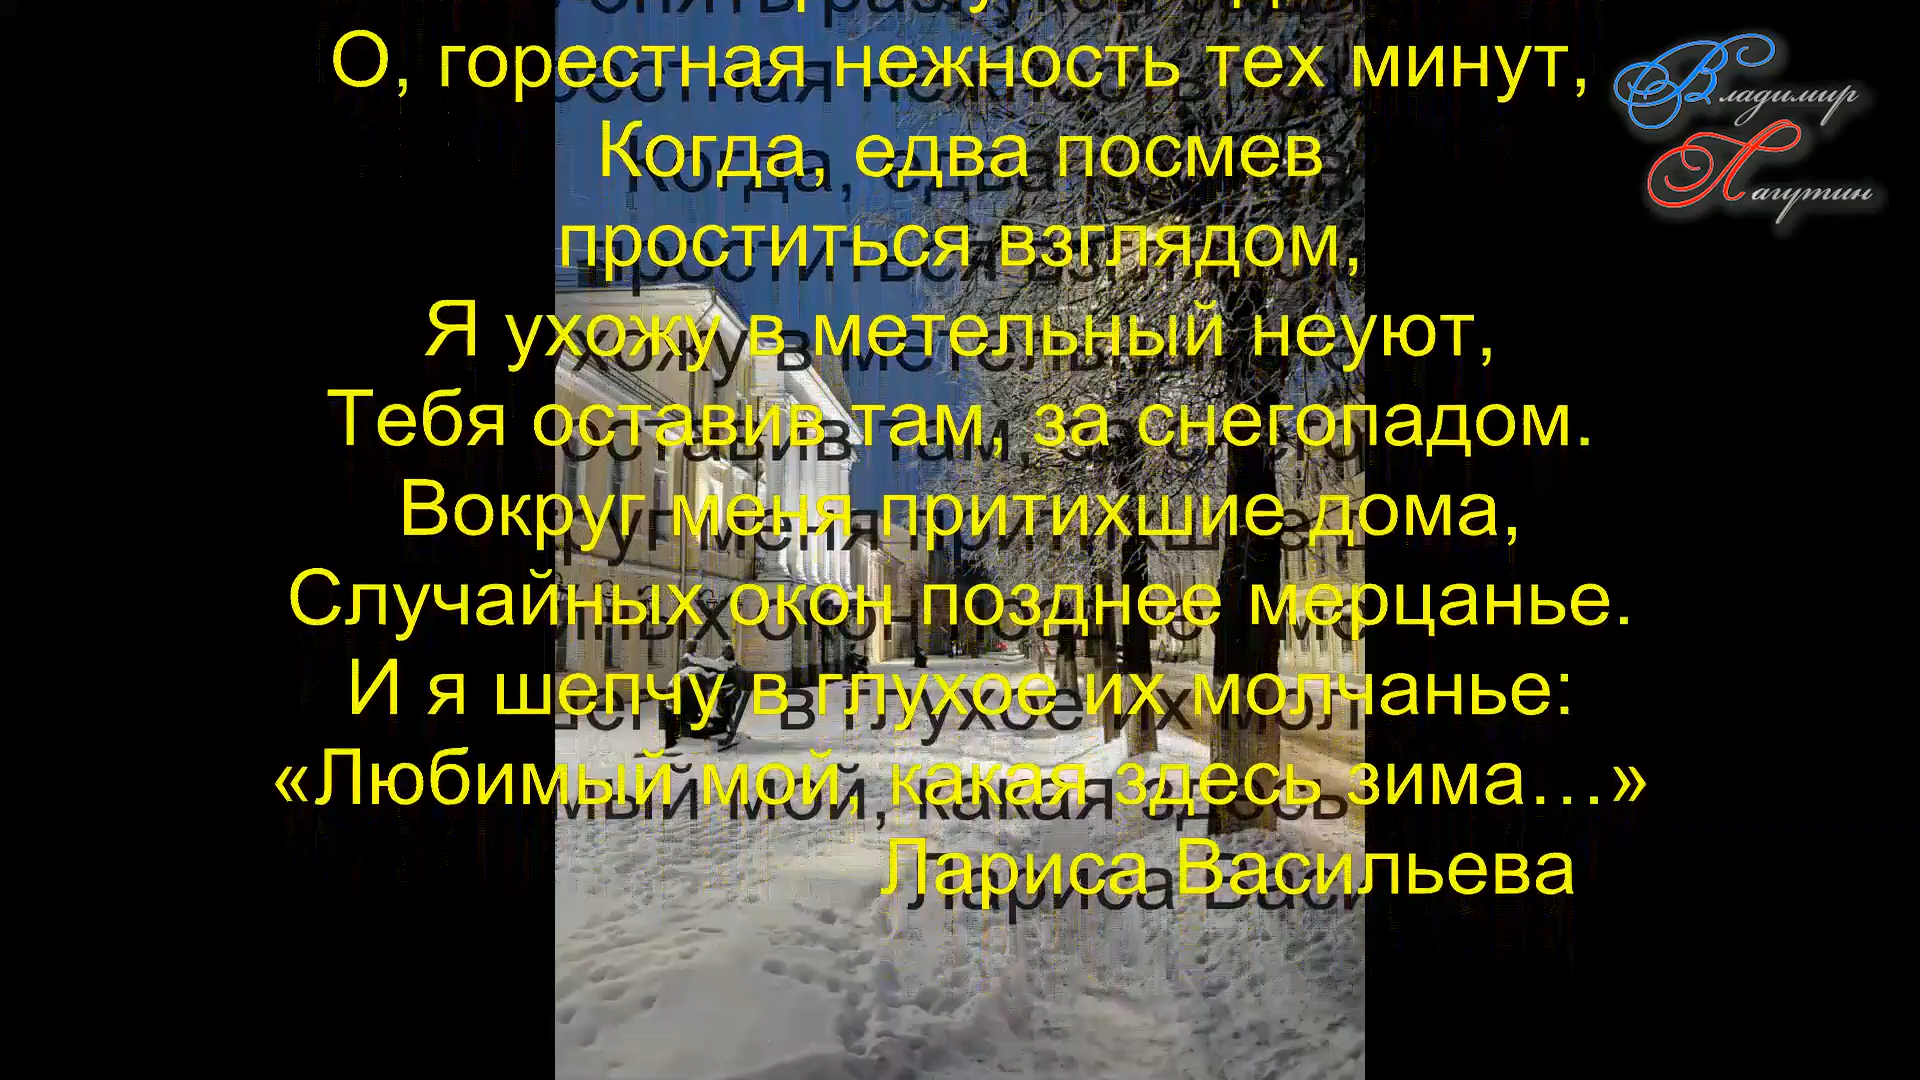 О, горестная нежность тех минут,
Когда, едва посмев
проститься взглядом,
Я ухожу в метельный неуют,
Тебя оставив там, за снегопадом.
Вокруг меня притихшие дома,
Случайных окон позднее мерцанье.
И я шепчу в глухое их молчанье:
«Любимый мой, какая здесь зима…»
Лариса Васильева
Владимир
Лагутин